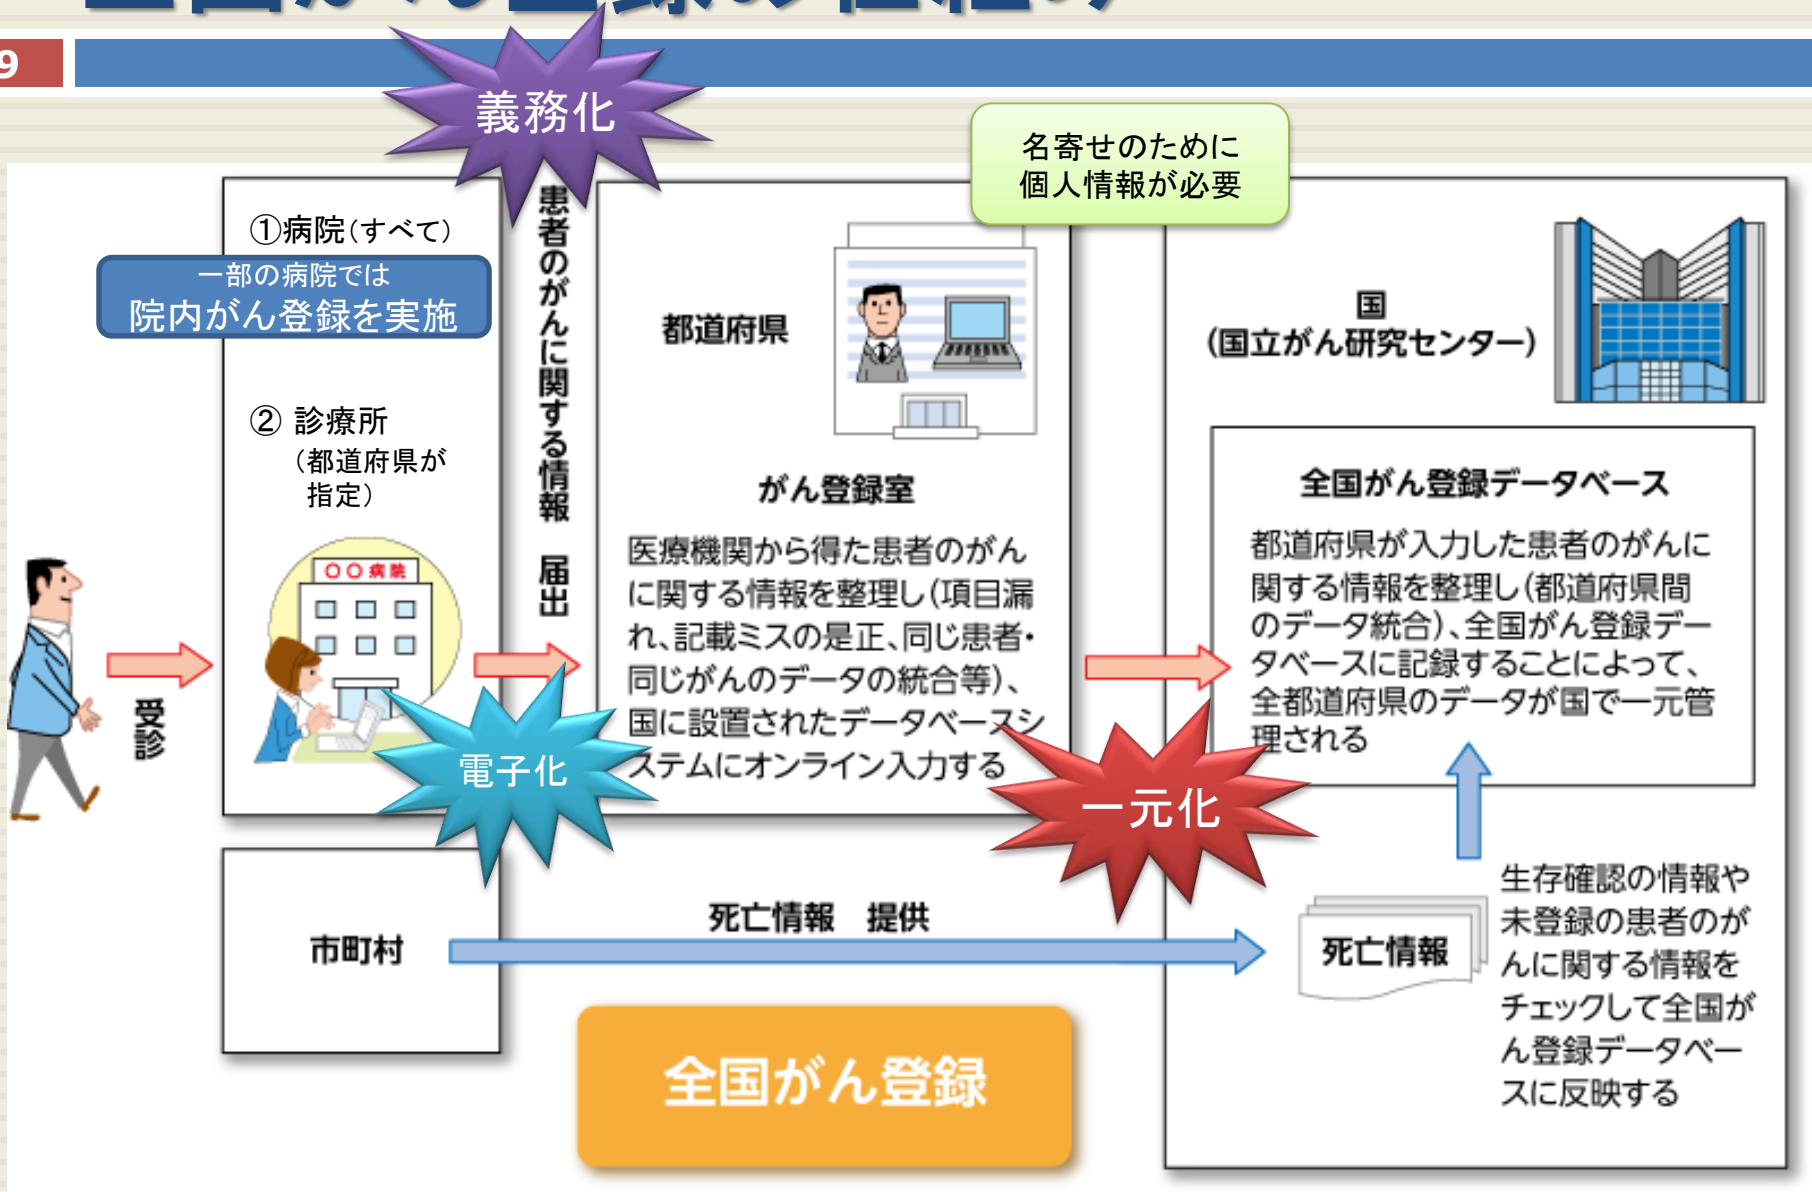 全国がん登録の仕組み
9
義務化
名寄せのために
個人情報が必要
①病院(すべて)
一部の病院では
院内がん登録を実施
② 診療所
(都道府県が
指定)
〇〇病院
受診
患者のがんに関する情報 届出
電子化
都道府県
がん登録室
医療機関から得た患者のがん
に関する情報を整理し(項目漏
れ、記載ミスの是正、同じ患者・
同じがんのデータの統合等)、
国に設置されたデータベースシ
ステムにオンライン入力する
一元化
国
(国立がん研究センター)
全国がん登録データベース
都道府県が入力した患者のがんに
関する情報を整理し(都道府県間
のデータ統合)、全国がん登録デー
タベースに記録することによって、
全都道府県のデータが国で一元管
理される
市町村
死亡情報 提供
死亡情報
生存確認の情報や
未登録の患者のが
んに関する情報を
チェックして全国が
ん登録データベー
スに反映する
全国がん登録